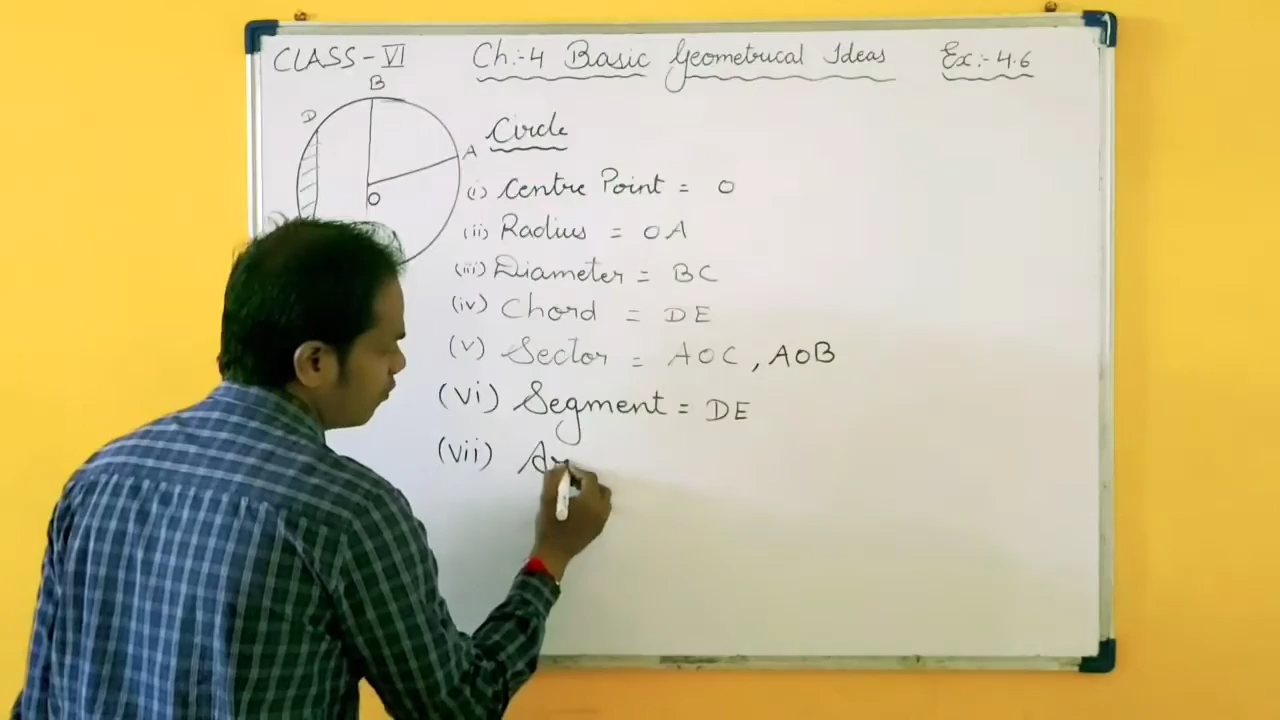 CLASS - VI Ch:-4 Basic Geometrical Ideas Ex:- 4.6
B
D
A
O
Circle
(i) Centre Point = O
(ii) Radius = OA
(iii) Diameter = BC
(iv) Chord = DE
(v) Sector = AOC, AOB
(vi) Segment = DE
(vii) Ar